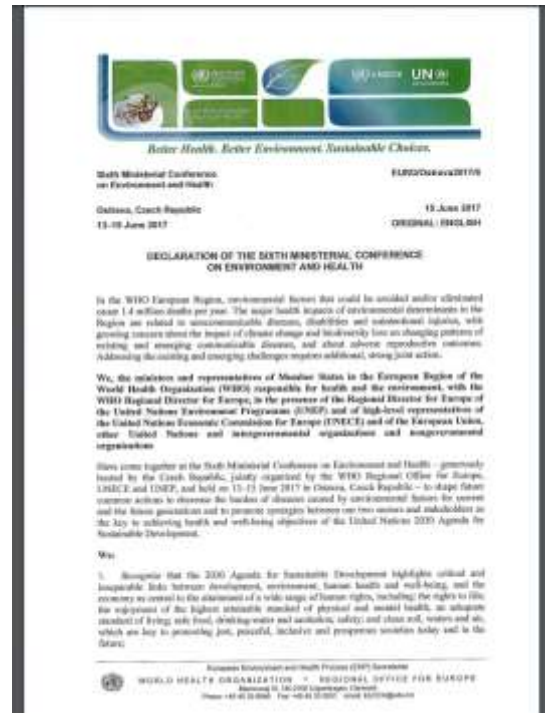 UNECE UN
Better Health. Better Environment. Sustainable Choices.
Sixth Ministerial Conference
on Environment and Health
EURO/Ostrava2017/6
Ostrava, Czech Republic
13–15 June 2017
15 June 2017
ORIGINAL: ENGLISH
DECLARATION OF THE SIXTH MINISTERIAL CONFERENCE
ON ENVIRONMENT AND HEALTH
In the WHO European Region, environmental factors that could be avoided and/or eliminated
cause 1.4 million deaths per year. The major health impacts of environmental determinants in the
Region are related to noncommunicable diseases, disabilities and unintentional injuries, with
growing concern about the impact of climate change and biodiversity loss on changing patterns of
existing and emerging communicable diseases, and about adverse reproductive outcomes.
Addressing the existing and emerging challenges requires additional, strong joint action.
We, the ministers and representatives of Member States in the European Region of the
World Health Organization (WHO) responsible for health and the environment, with the
WHO Regional Director for Europe, in the presence of the Regional Director for Europe of
the United Nations Environment Programme (UNEP) and of high-level representatives of
the United Nations Economic Commission for Europe (UNECE) and of the European Union,
other United Nations and intergovernmental organizations and nongovernmental
organizations
Have come together at the Sixth Ministerial Conference on Environment and Health – generously
hosted by the Czech Republic, jointly organized by the WHO Regional Office for Europe,
UNECE and UNEP, and held on 13–15 June 2017 in Ostrava, Czech Republic – to shape future
common actions to decrease the burden of diseases caused by environmental factors for current
and the future generations and to promote synergies between our two sectors and stakeholders as
the key to achieving health and well-being objectives of the United Nations 2030 Agenda for
Sustainable Development.
We:
1. Recognize that the 2030 Agenda for Sustainable Development highlights critical and
inseparable links between development, environment, human health and well-being, and the
economy as central to the attainment of a wide range of human rights, including: the rights to life;
the enjoyment of the highest attainable standard of physical and mental health; an adequate
standard of living; safe food, drinking-water and sanitation; safety; and clean soil, waters and air,
which are key to promoting just, peaceful, inclusive and prosperous societies today and in the
future;
European Environment and Health Process (EHP) Secretariat
WORLD HEALTH ORGANIZATION • REGIONAL OFFICE FOR EUROPE